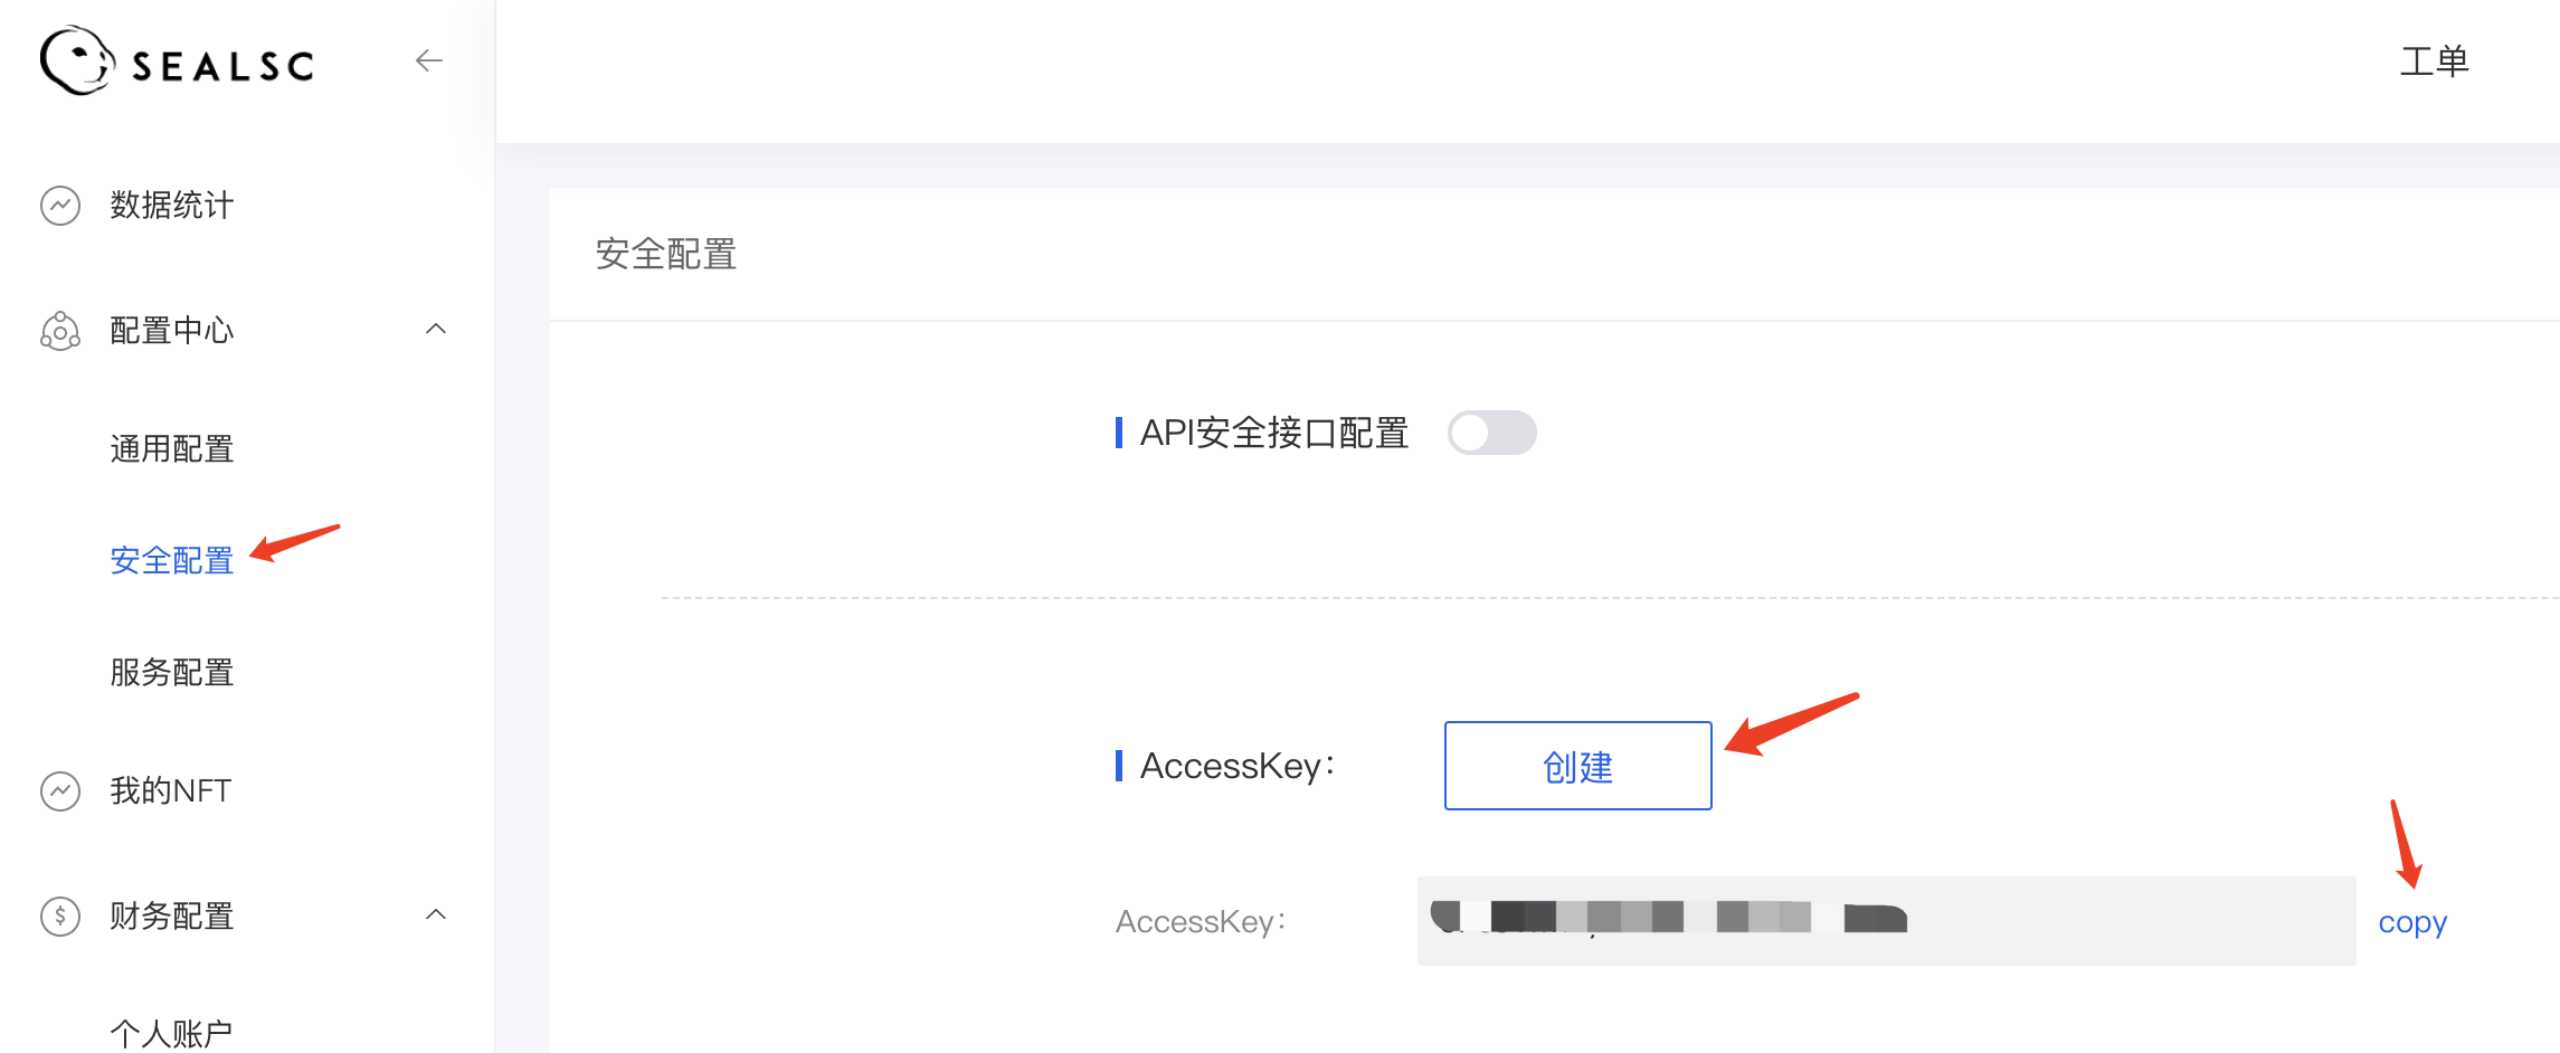 SEALSC
工单
数据统计
配置中心
通用配置
安全配置
服务配置
我的NFT
财务配置
个人账户
安全配置
API安全接口配置
AccessKey：
创建
AccessKey：
copy